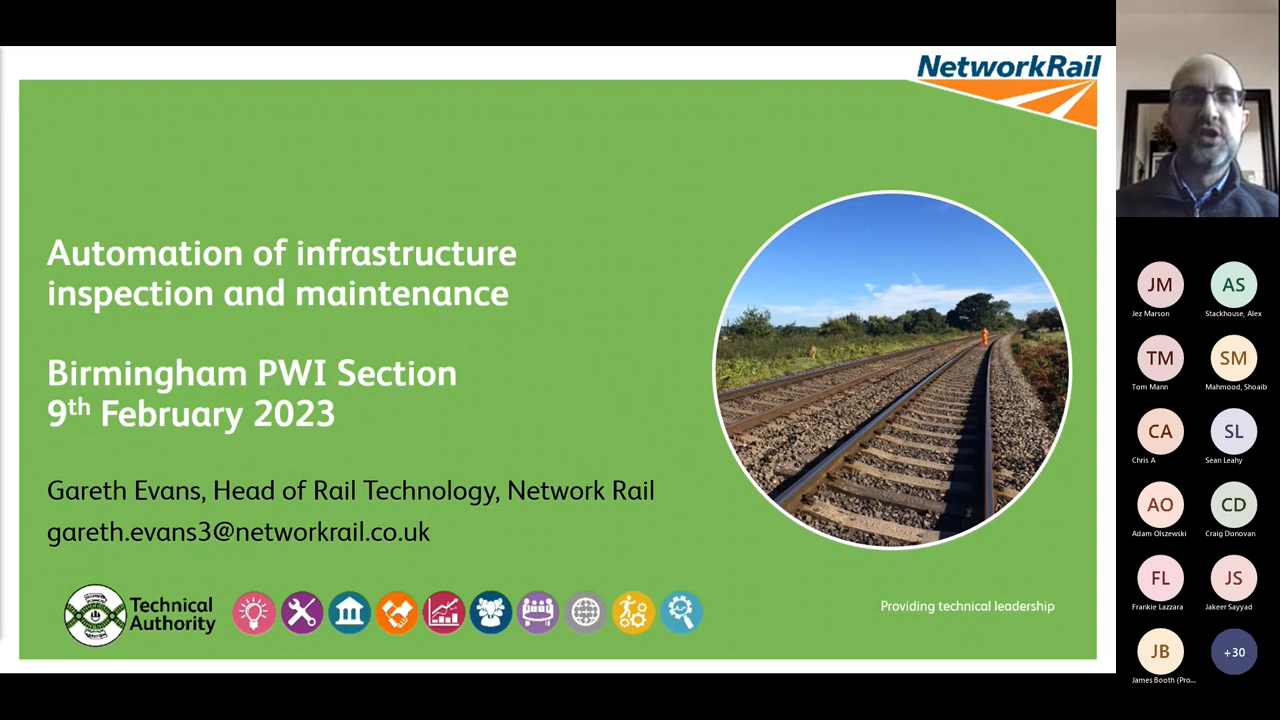 NetworkRail
Automation of infrastructure
inspection and maintenance
Birmingham PWI Section
9th February 2023
Gareth Evans, Head of Rail Technology, Network Rail
gareth.evans3@networkrail.co.uk
Technical
Authority
Providing technical leadership
JM
AS
Jez Marson
Stackhouse, Alex
TM
SM
Tom Mann
Mahmood, Shoaib
CA
SL
Chris A
Sean Leahy
AO
CD
Adam Olszewski
Craig Donovan
FL
JS
Frankie Lazzara
Jakeer Sayyad
JB
+30
James Booth (Pro...